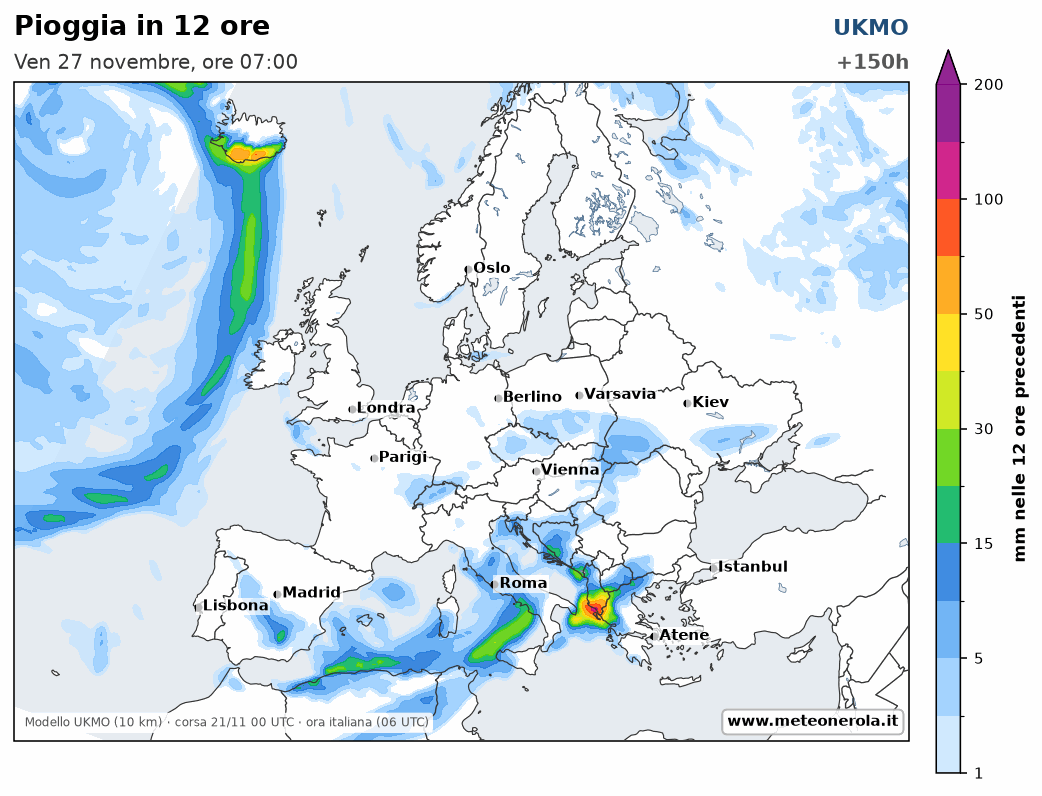 Pioggia in 12 ore
UKMO
Ven 27 novembre, ore 07:00
+150h
200
100
50
30
15
5
1
mm nelle 12 ore precedenti
Oslo
Berlino
Varsavia
Kiev
Londra
Parigi
Vienna
Istanbul
Roma
Madrid
Lisbona
Atene
Modello UKMO (10 km) · corsa 21/11 00 UTC · ora italiana (06 UTC)
www.meteonerola.it